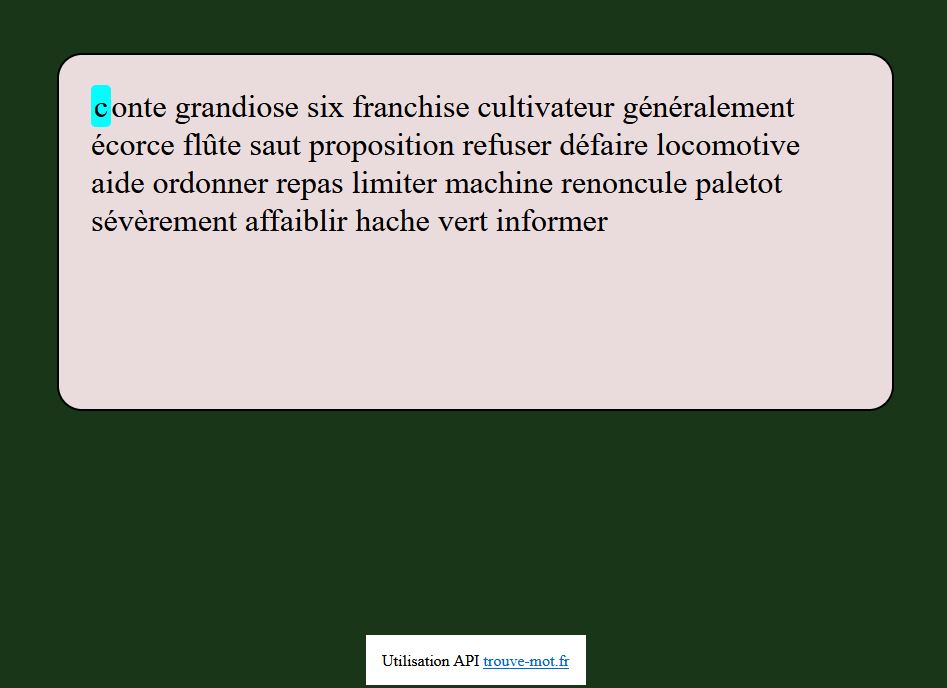 conte grandiose six franchise cultivateur généralement
écorce flûte saut proposition refuser défaire locomotive
aide ordonner repas limiter machine renoncule paletot
sévèrement affaiblir hache vert informer
Utilisation API trouve-mot.fr